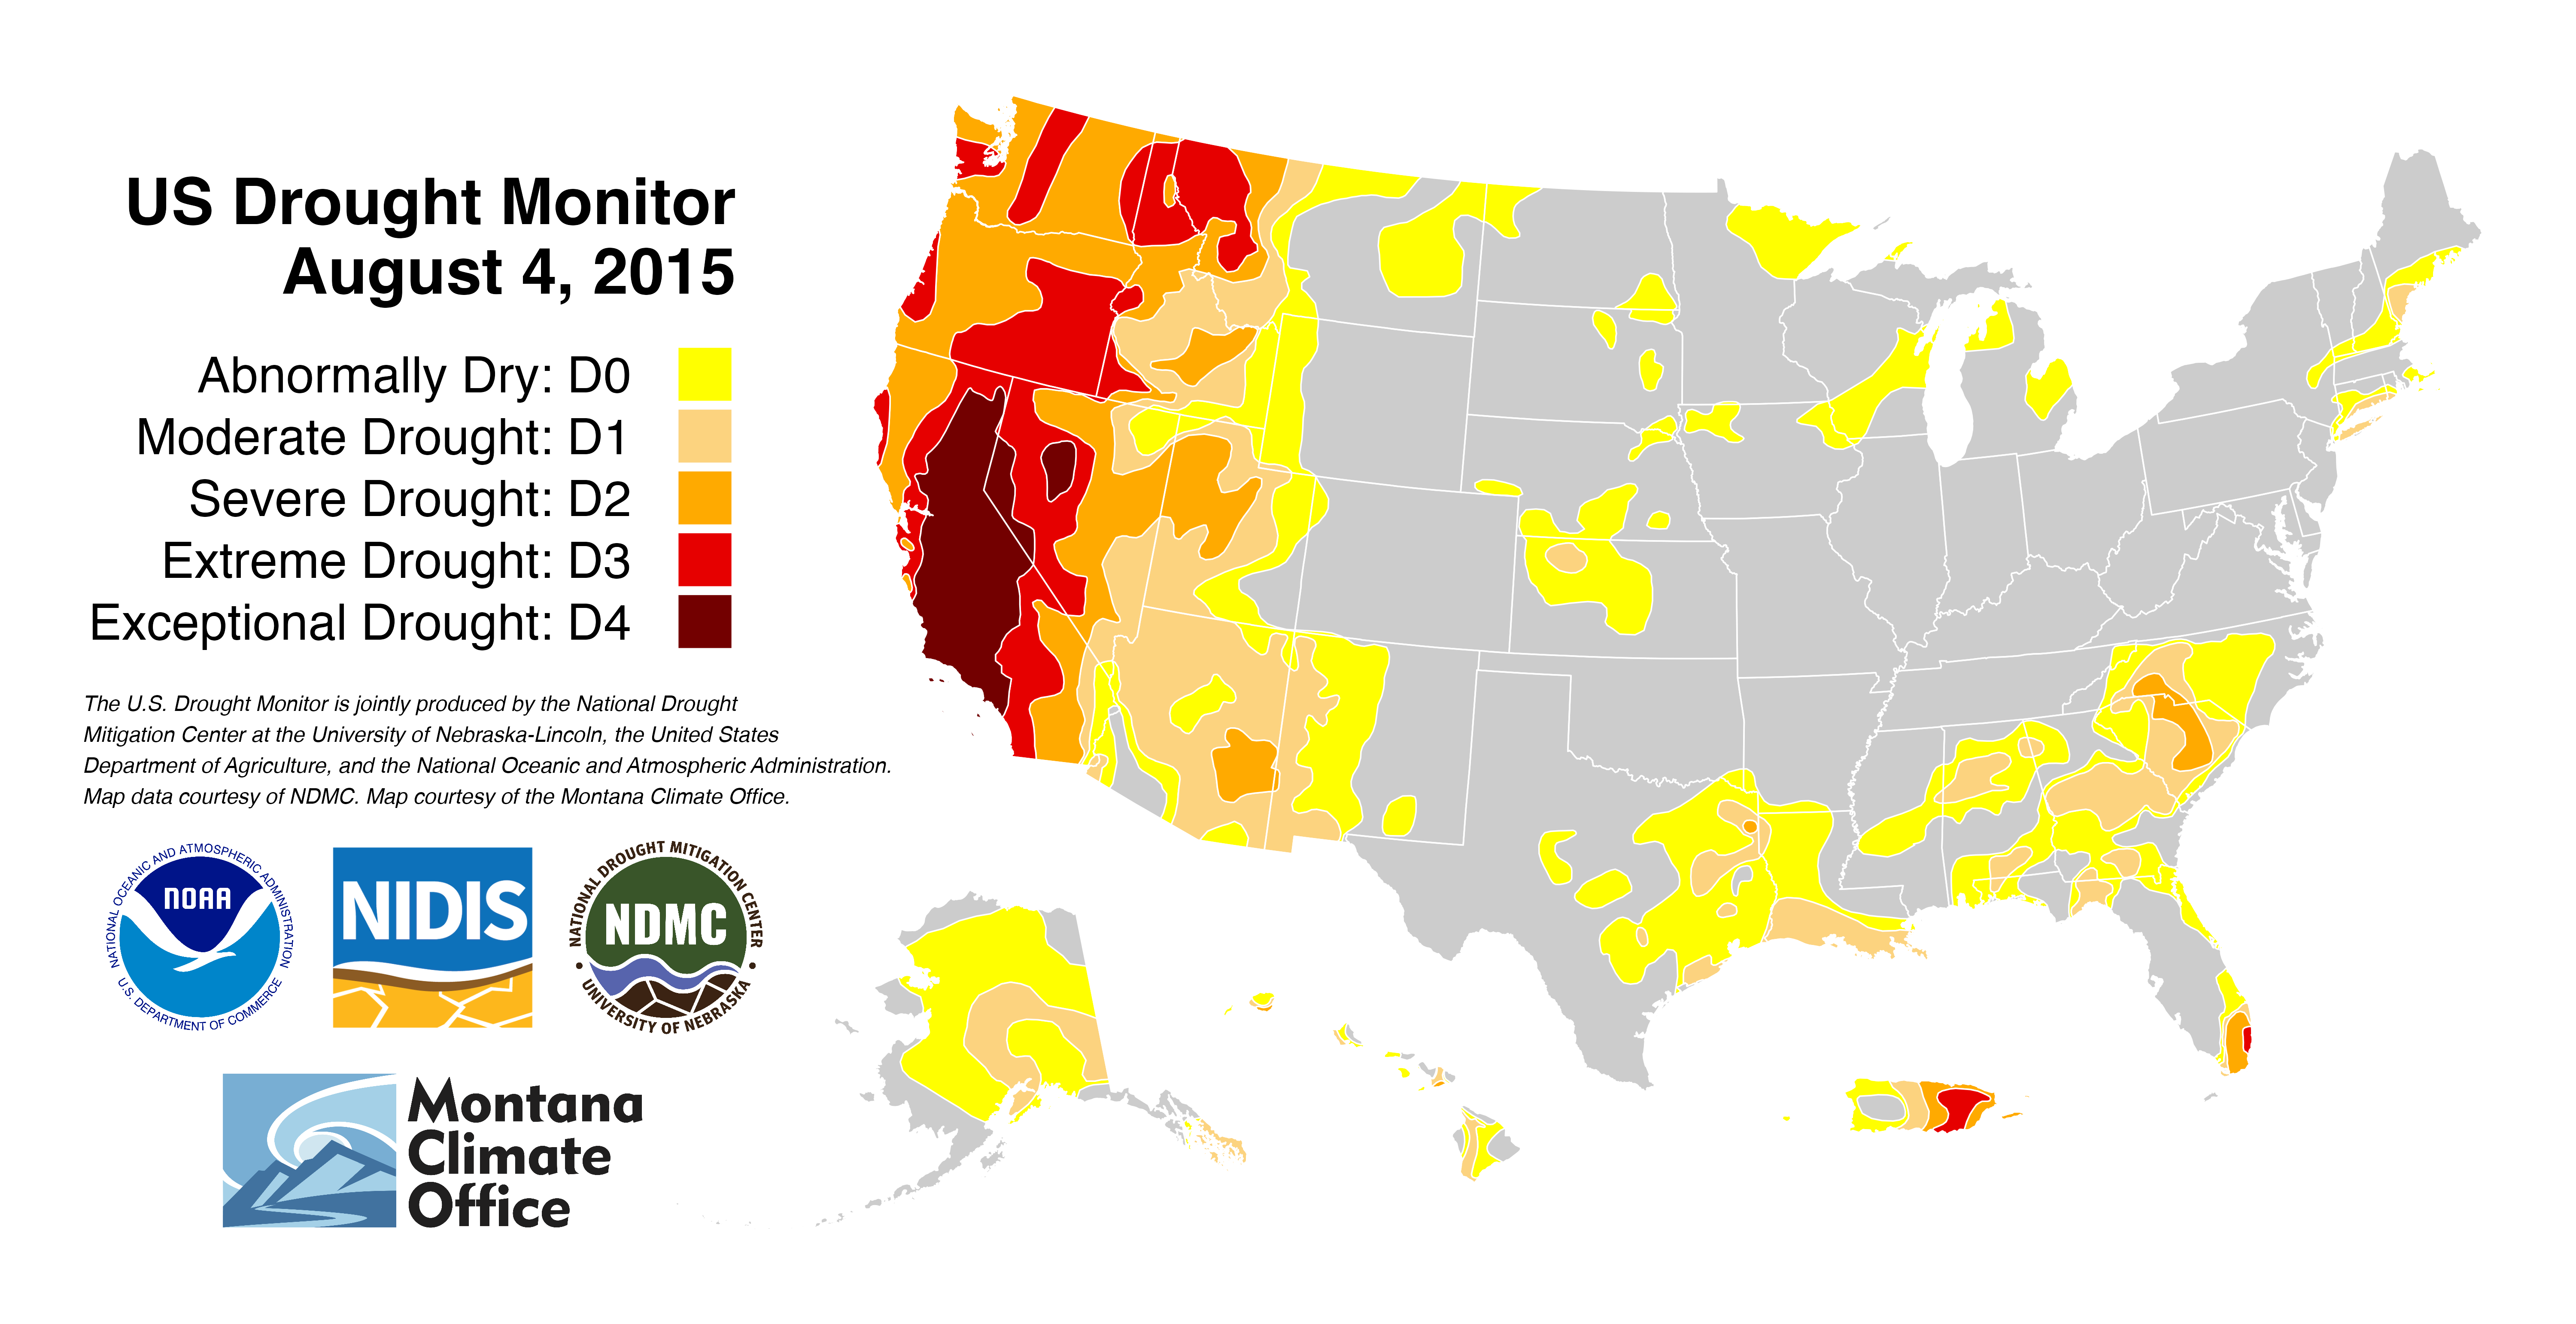 US Drought Monitor
August 4, 2015
Abnormally Dry: D0
Moderate Drought: D1
Severe Drought: D2
Extreme Drought: D3
Exceptional Drought: D4
The U.S. Drought Monitor is jointly produced by the National Drought
Mitigation Center at the University of Nebraska-Lincoln, the United States
Department of Agriculture, and the National Oceanic and Atmospheric Administration.
Map data courtesy of NDMC. Map courtesy of the Montana Climate Office.
NATIONAL OCEANIC AND ATMOSPHERIC ADMINISTRATION
NOAA
U.S. DEPARTMENT OF COMMERCE
NIDIS
NATIONAL DROUGHT MITIGATION CENTER
NDMC
UNIVERSITY OF NEBRASKA
Montana
Climate
Office